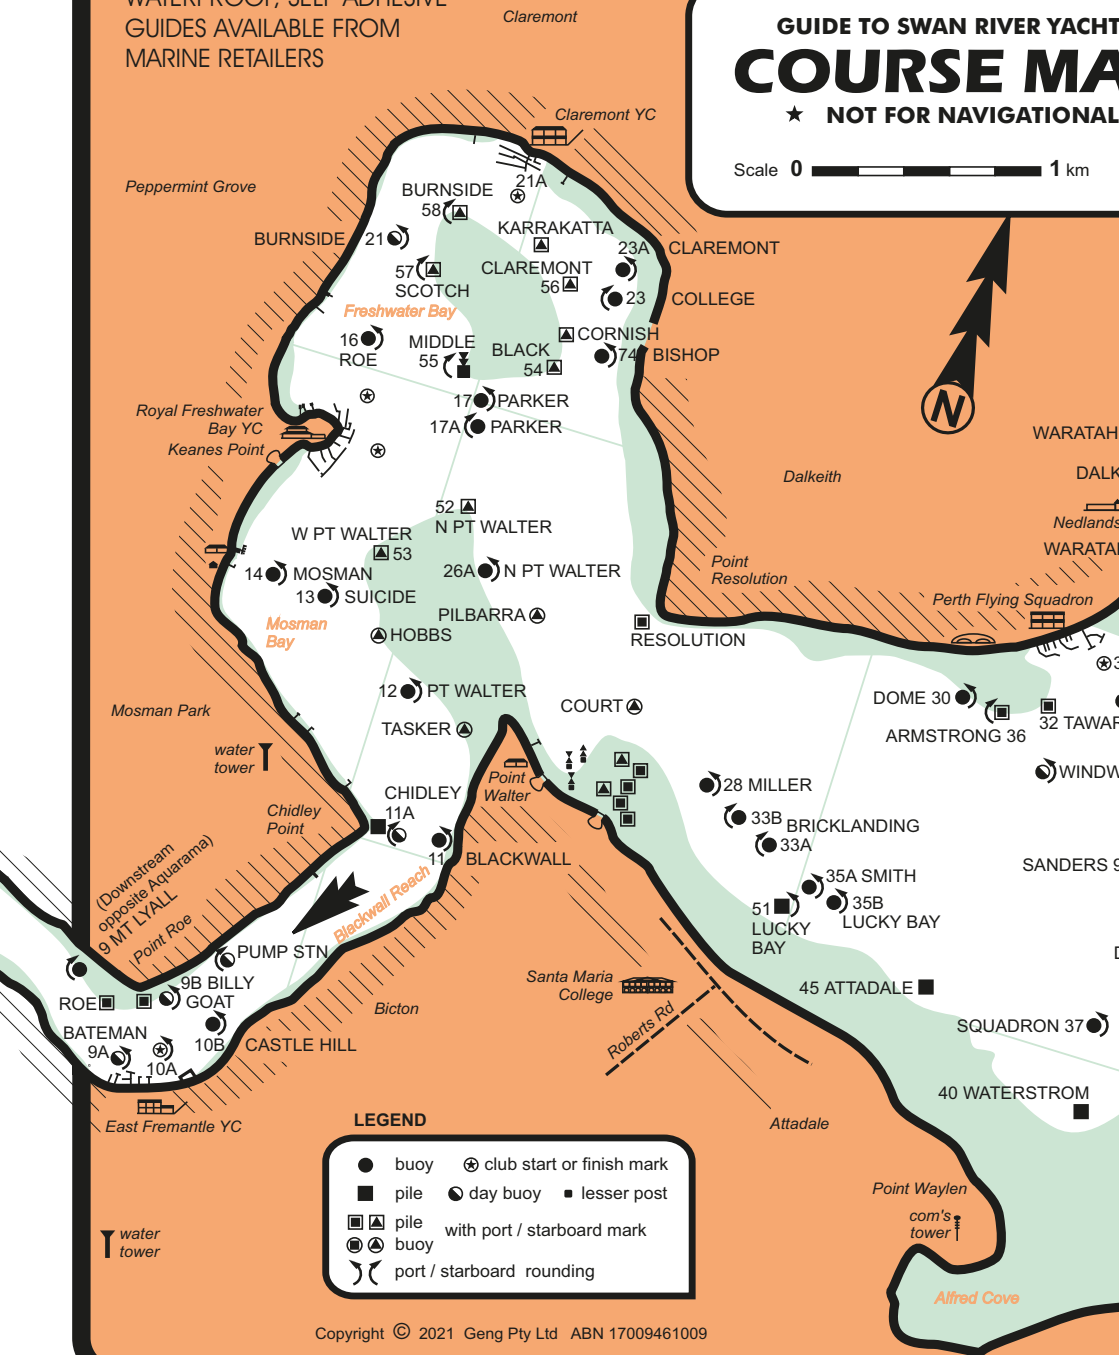 WATERPROOF, SELF ADHESIVE
GUIDES AVAILABLE FROM
MARINE RETAILERS
Claremont
GUIDE TO SWAN RIVER YACHT
COURSE MA
★ NOT FOR NAVIGATIONAL
Scale 0 1 km
Claremont YC
Peppermint Grove
21A
BURNSIDE
58
KARRAKATTA
BURNSIDE 21
23A CLAREMONT
57
SCOTCH
CLAREMONT
56
23 COLLEGE
Freshwater Bay
16
ROE
MIDDLE
55
BLACK
54
CORNISH
74 BISHOP
17 PARKER
17A PARKER
Royal Freshwater
Bay YC
Keanes Point
N
WARATAH
DALK
Dalkeith
Nedlands
WARATA
52
N PT WALTER
W PT WALTER
53
14 MOSMAN
26A N PT WALTER
13 SUICIDE
Point
Resolution
Perth Flying Squadron
PILBARRA
Mosman
Bay
HOBBS
RESOLUTION
12 PT WALTER
COURT
DOME 30
3
32 TAWAR
ARMSTRONG 36
Mosman Park
TASKER
water
tower
Point
Walter
WINDW
28 MILLER
CHIDLEY
11A
Chidley
Point
33B
BRICKLANDING
33A
11 BLACKWALL
SANDERS 9
(Downstream
opposite Aquarama)
9 MT LYALL
Point Roe
Blackwall Reach
35A SMITH
35B
LUCKY BAY
51
LUCKY
BAY
PUMP STN
Santa Maria
College
45 ATTADALE
9B BILLY
GOAT
ROE
Bicton
Roberts Rd
SQUADRON 37
BATEMAN
9A
10B CASTLE HILL
10A
40 WATERSTROM
East Fremantle YC
Attadale
LEGEND
buoy club start or finish mark
pile day buoy lesser post
pile
buoy
with port / starboard mark
port / starboard rounding
Point Waylen
com's
tower
water
tower
Alfred Cove
Copyright © 2021 Geng Pty Ltd ABN 17009461009